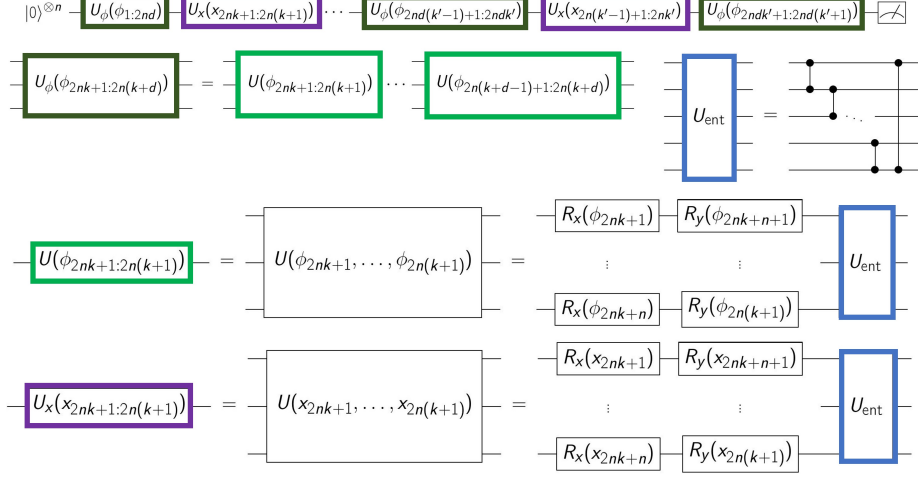 |0⟩^{⊗n} U_ϕ(ϕ_{1:2nd}) U_x(x_{2nk+1:2n(k+1)}) ··· U_ϕ(ϕ_{2nd(k′−1)+1:2ndk′}) U_x(x_{2n(k′−1)+1:2nk′}) U_ϕ(ϕ_{2ndk′+1:2nd(k′+1)})
U_ϕ(ϕ_{2nk+1:2n(k+d)}) = U(ϕ_{2nk+1:2n(k+1)}) ··· U(ϕ_{2n(k+d−1)+1:2n(k+d)})
U_ent = ···
R_x(ϕ_{2nk+1}) R_y(ϕ_{2nk+n+1})
U(ϕ_{2nk+1:2n(k+1)}) = U(ϕ_{2nk+1}, . . . , ϕ_{2n(k+1)}) = ⋮ ⋮ U_ent
R_x(ϕ_{2nk+n}) R_y(ϕ_{2n(k+1)})
R_x(x_{2nk+1}) R_y(x_{2nk+n+1})
U_x(x_{2nk+1:2n(k+1)}) = U(x_{2nk+1}, . . . , x_{2n(k+1)}) = ⋮ ⋮ U_ent
R_x(x_{2nk+n}) R_y(x_{2n(k+1)})